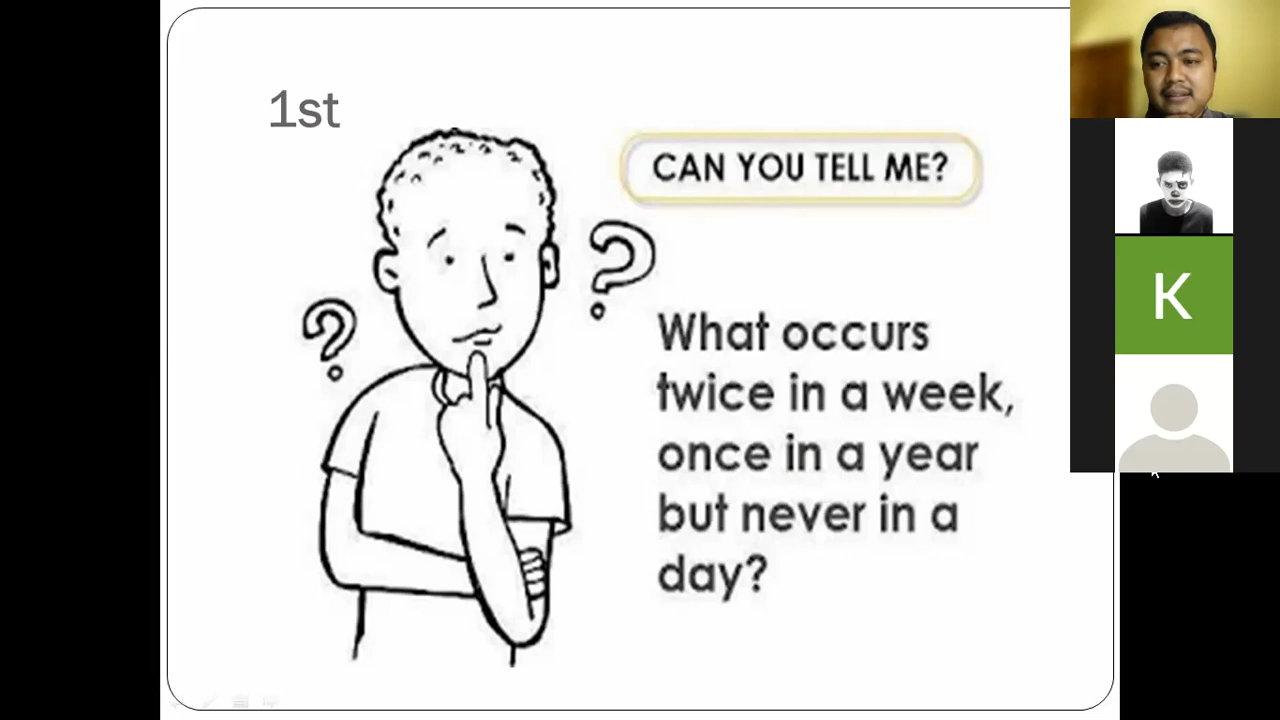 1st
CAN YOU TELL ME?
?
?
What occurs
twice in a week,
once in a year
but never in a
day?
K